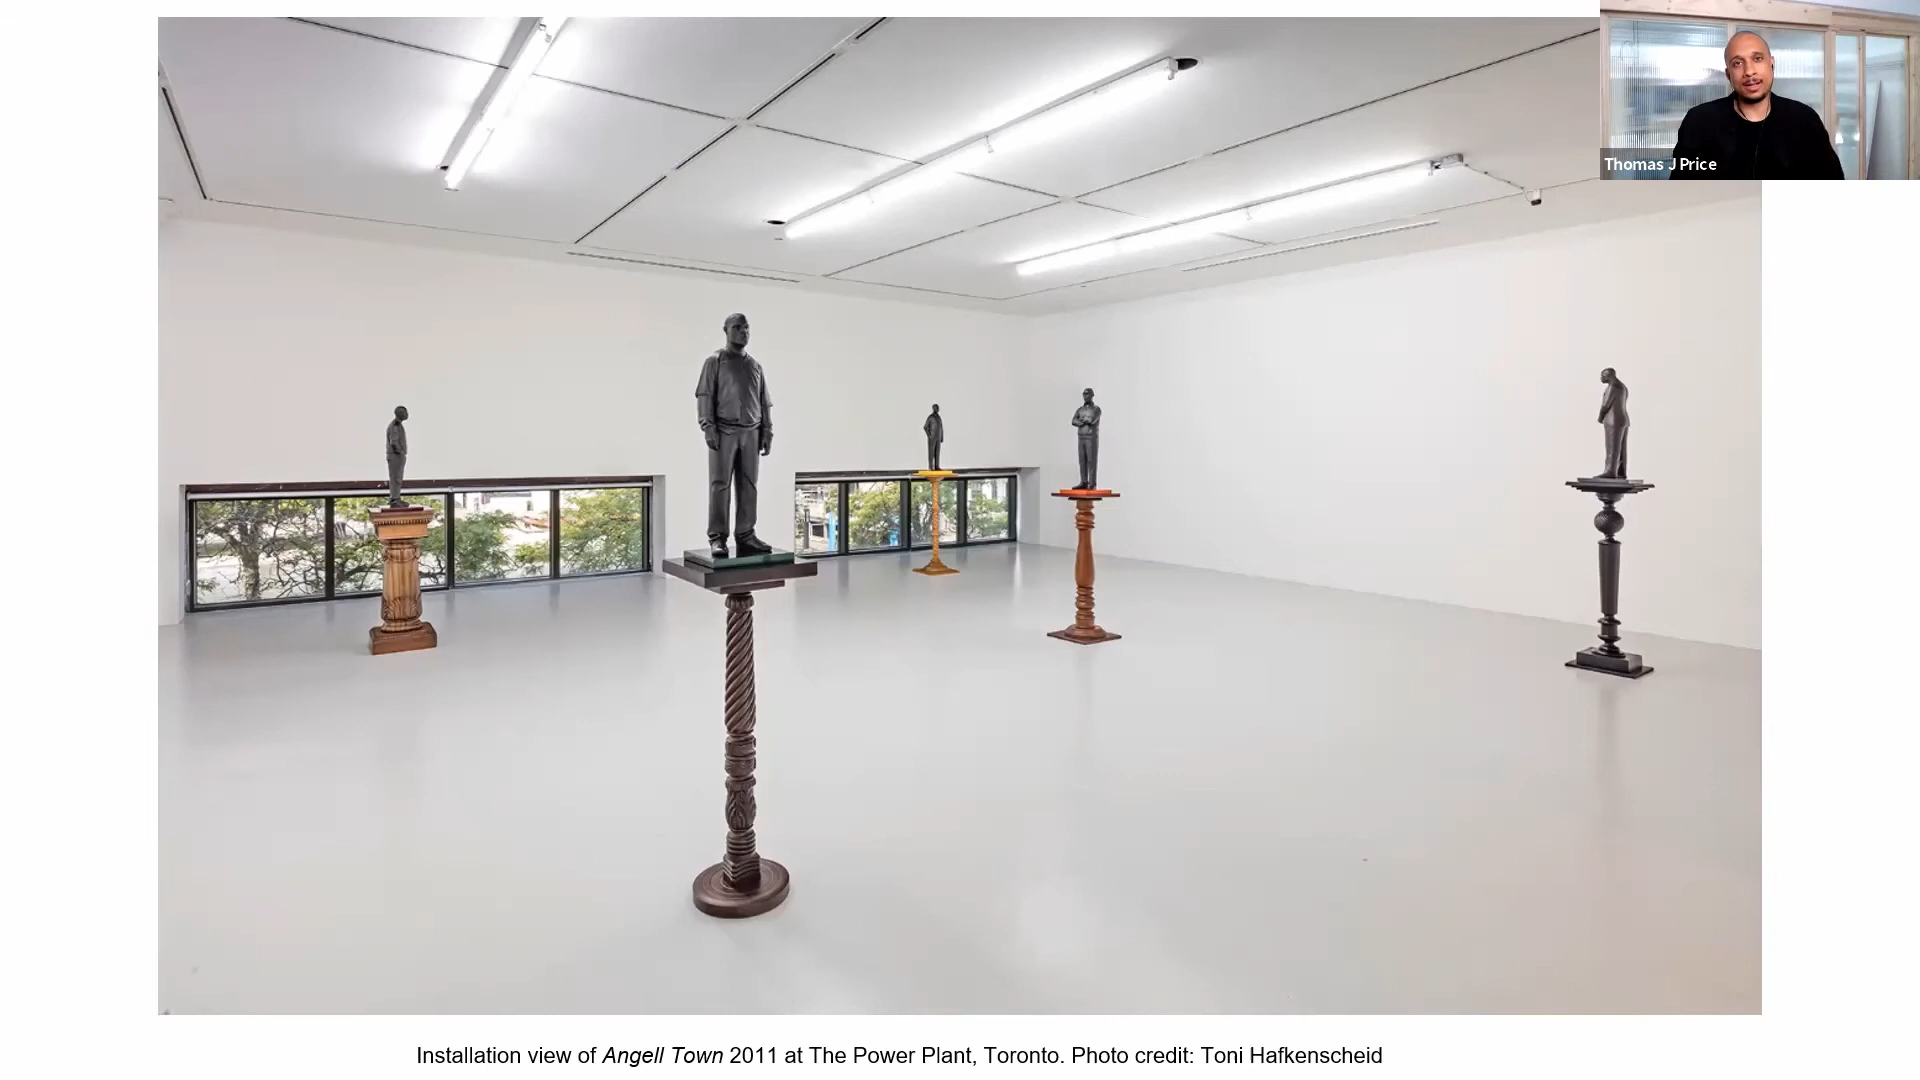 Thomas J Price
Installation view of Angell Town 2011 at The Power Plant, Toronto. Photo credit: Toni Hafkenscheid